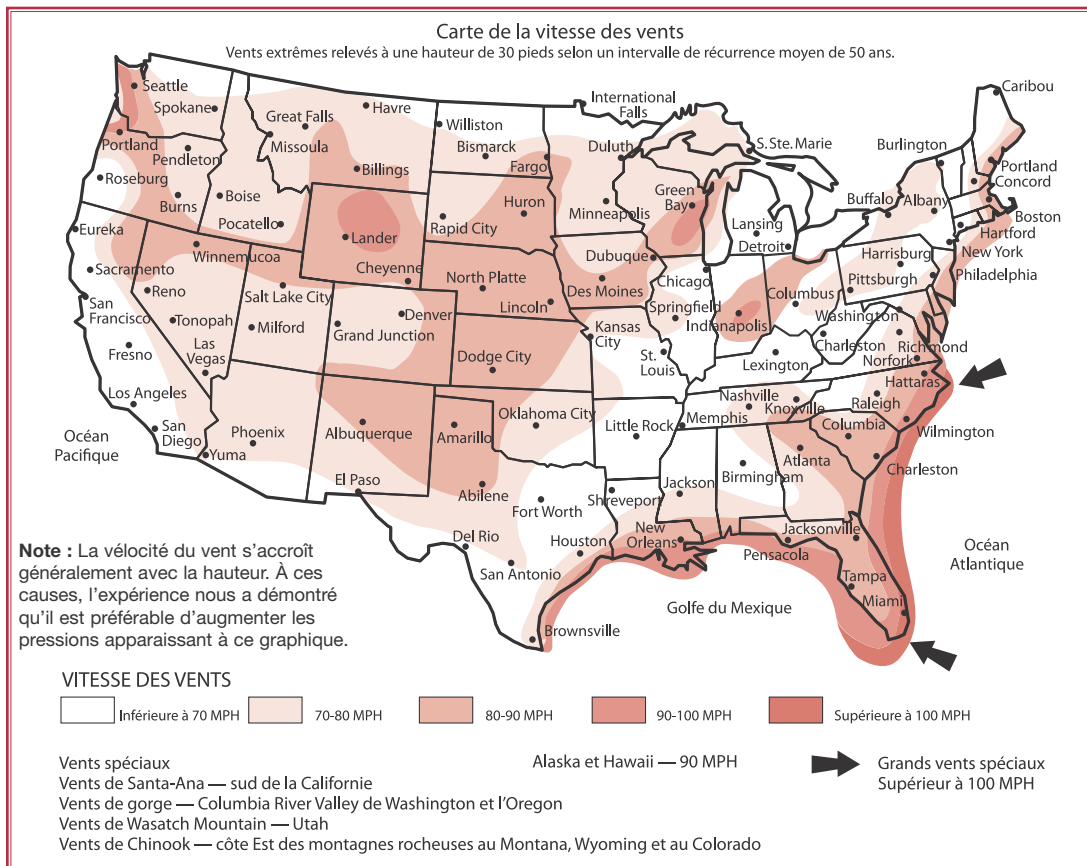 Carte de la vitesse des vents
Vents extrêmes relevés à une hauteur de 30 pieds selon un intervalle de récurrence moyen de 50 ans.
Seattle
Spokane
Portland
Pendleton
Roseburg
Burns
Great Falls
Missoula
Havre
Billings
Boise
Pocatello
Williston
Bismarck
Fargo
International
Falls
Duluth
S. Ste. Marie
Caribou
Burlington
Portland
Concord
Boston
Hartford
New York
Philadelphia
Buffalo
Albany
Harrisburg
Pittsburgh
Washington
Green
Bay
Minneapolis
Lansing
Detroit
Huron
Rapid City
Lander
Cheyenne
Eureka
Winnemucoa
Sacramento
Reno
San
Francisco
Tonopah
Fresno
Las
Vegas
Los Angeles
San
Diego
Océan
Pacifique
Salt Lake City
Milford
Grand Junction
Denver
North Platte
Lincoln
Des Moines
Dubuque
Chicago
Springfield
Indianapolis
Columbus
Kansas
City
St.
Louis
Dodge City
Lexington
Charleston
Richmond
Norfork
Hattaras
Raleigh
Wilmington
Columbia
Charleston
Nashville
Knoxville
Memphis
Atlanta
Birmingham
Jackson
Little Rock
Oklahoma City
Amarillo
Albuquerque
Phoenix
Yuma
El Paso
Abilene
Fort Worth
Shreveport
New
Orleans
Pensacola
Jacksonville
Tampa
Miami
Del Rio
Houston
San Antonio
Brownsville
Golfe du Mexique
Océan
Atlantique
Note : La vélocité du vent s’accroît
généralement avec la hauteur. À ces
causes, l’expérience nous a démontré
qu’il est préférable d’augmenter les
pressions apparaissant à ce graphique.
VITESSE DES VENTS
Inférieure à 70 MPH
70-80 MPH
80-90 MPH
90-100 MPH
Supérieure à 100 MPH
Vents spéciaux
Vents de Santa-Ana — sud de la Californie
Vents de gorge — Columbia River Valley de Washington et l’Oregon
Vents de Wasatch Mountain — Utah
Vents de Chinook — côte Est des montagnes rocheuses au Montana, Wyoming et au Colorado
Alaska et Hawaii — 90 MPH
Grands vents spéciaux
Supérieur à 100 MPH